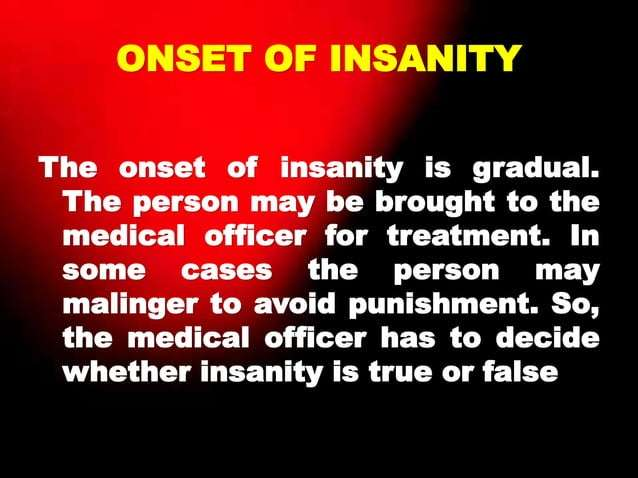 ONSET OF INSANITY
The onset of insanity is gradual.
The person may be brought to the
medical officer for treatment. In
some cases the person may
malinger to avoid punishment. So,
the medical officer has to decide
whether insanity is true or false